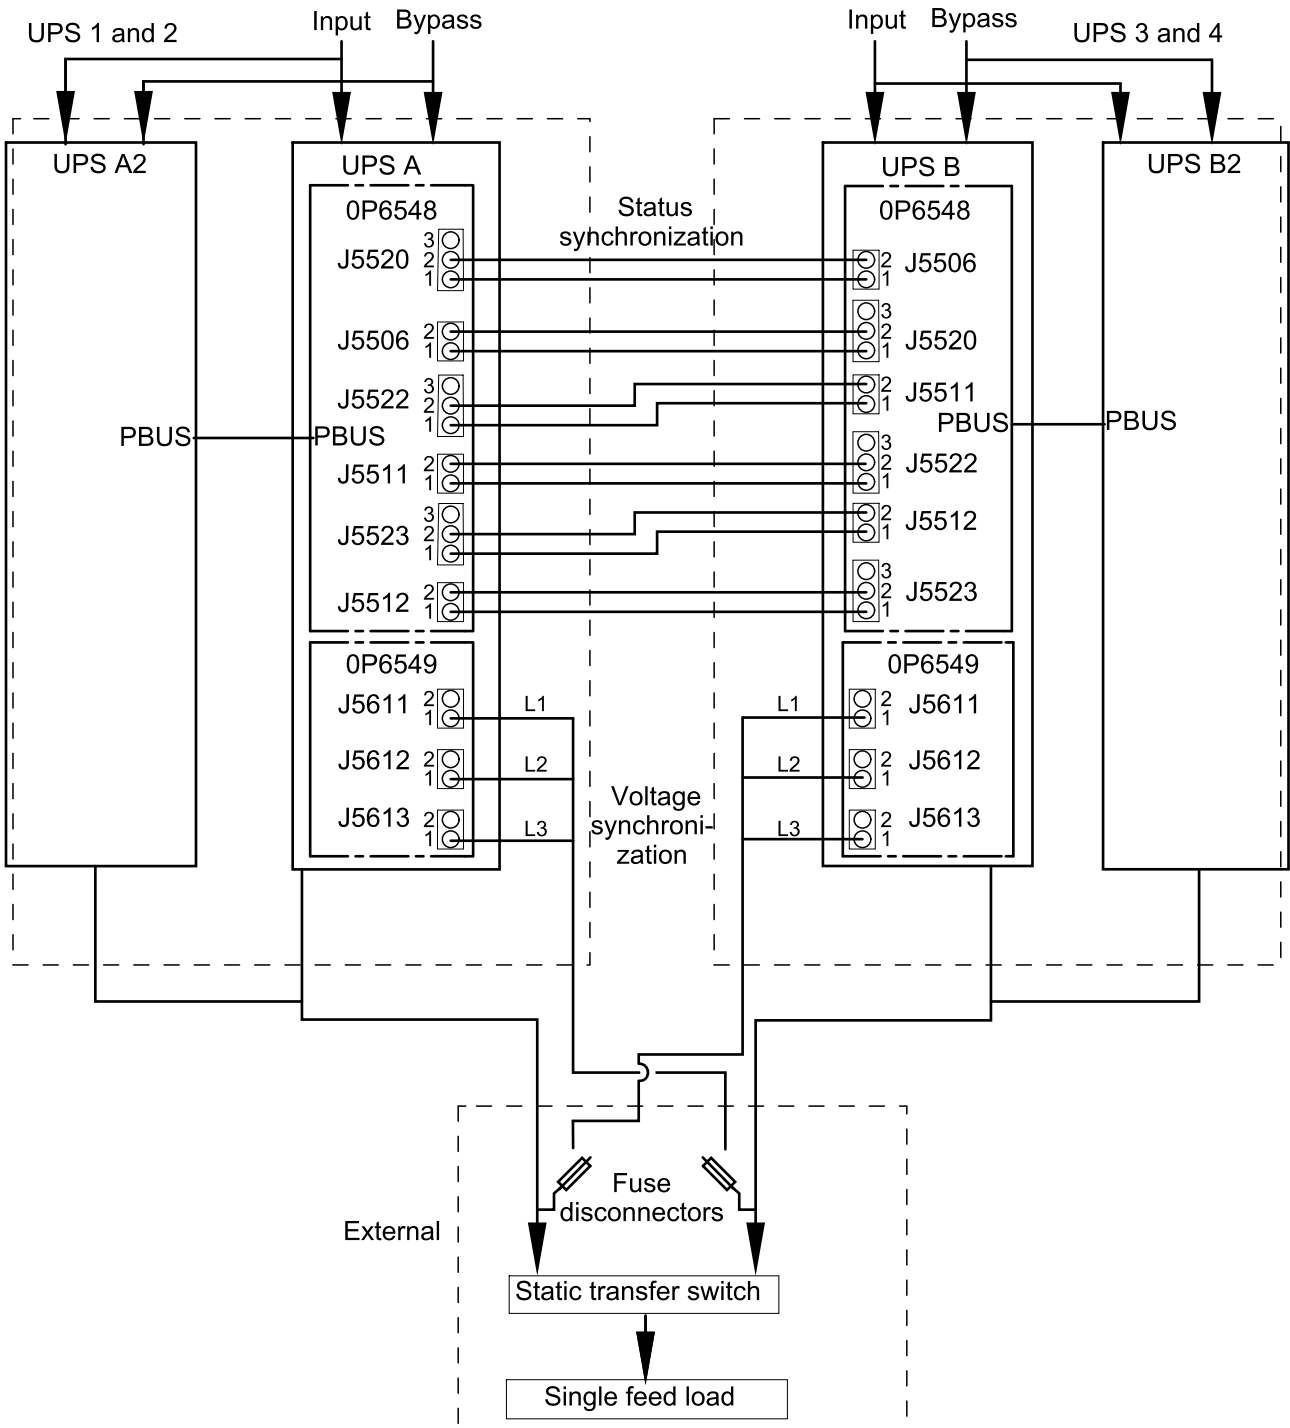 UPS 1 and 2
Input
Bypass
Input
Bypass
UPS 3 and 4
UPS A2
UPS A
UPS B
UPS B2
0P6548
Status
synchronization
0P6548
J5520
3
2
1
2
1
J5506
J5506
2
1
3
2
1
J5520
J5522
3
2
1
2
1
J5511
PBUS
PBUS
PBUS
PBUS
J5511
2
1
3
2
1
J5522
J5523
3
2
1
2
1
J5512
J5512
2
1
3
2
1
J5523
0P6549
0P6549
J5611
2
1
L1
L1
2
1
J5611
J5612
2
1
L2
L2
2
1
J5612
Voltage
synchroni-
zation
J5613
2
1
L3
L3
2
1
J5613
Fuse
disconnectors
External
Static transfer switch
Single feed load